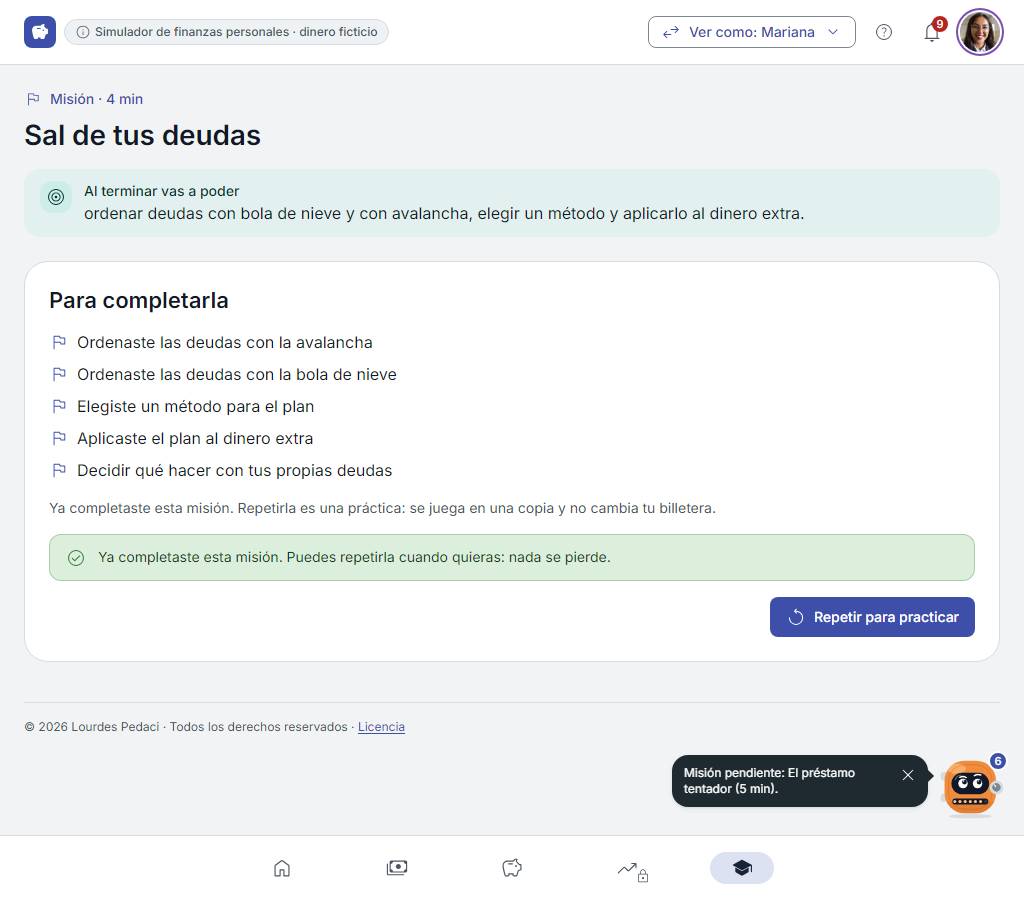 Simulador de finanzas personales · dinero ficticio
Ver como: Mariana
9
Misión · 4 min
Sal de tus deudas
Al terminar vas a poder
ordenar deudas con bola de nieve y con avalancha, elegir un método y aplicarlo al dinero extra.
Para completarla
Ordenaste las deudas con la avalancha
Ordenaste las deudas con la bola de nieve
Elegiste un método para el plan
Aplicaste el plan al dinero extra
Decidir qué hacer con tus propias deudas
Ya completaste esta misión. Repetirla es una práctica: se juega en una copia y no cambia tu billetera.
Ya completaste esta misión. Puedes repetirla cuando quieras: nada se pierde.
Repetir para practicar
© 2026 Lourdes Pedaci · Todos los derechos reservados · Licencia
Misión pendiente: El préstamo
tentador (5 min).
6